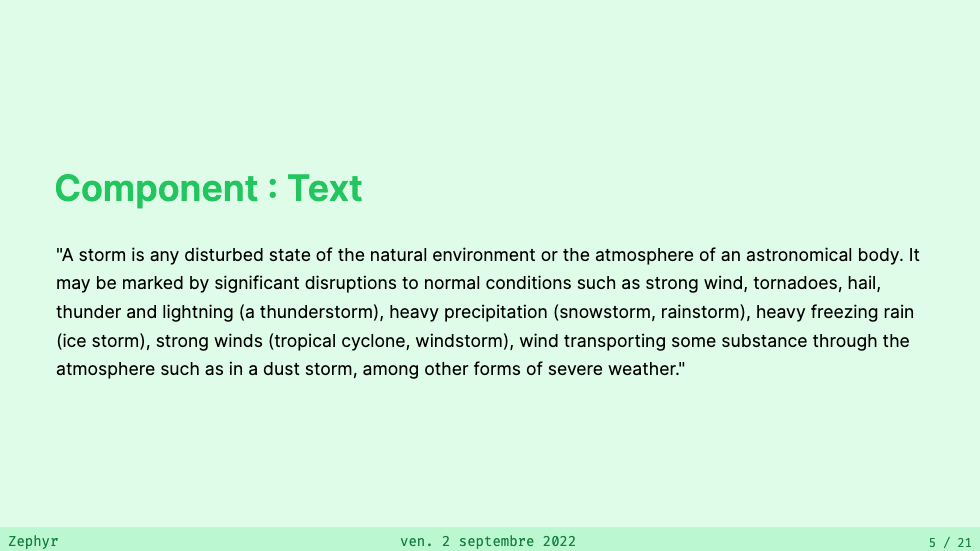 Component : Text
"A storm is any disturbed state of the natural environment or the atmosphere of an astronomical body. It
may be marked by significant disruptions to normal conditions such as strong wind, tornadoes, hail,
thunder and lightning (a thunderstorm), heavy precipitation (snowstorm, rainstorm), heavy freezing rain
(ice storm), strong winds (tropical cyclone, windstorm), wind transporting some substance through the
atmosphere such as in a dust storm, among other forms of severe weather."
Zephyr
ven. 2 septembre 2022
5 / 21